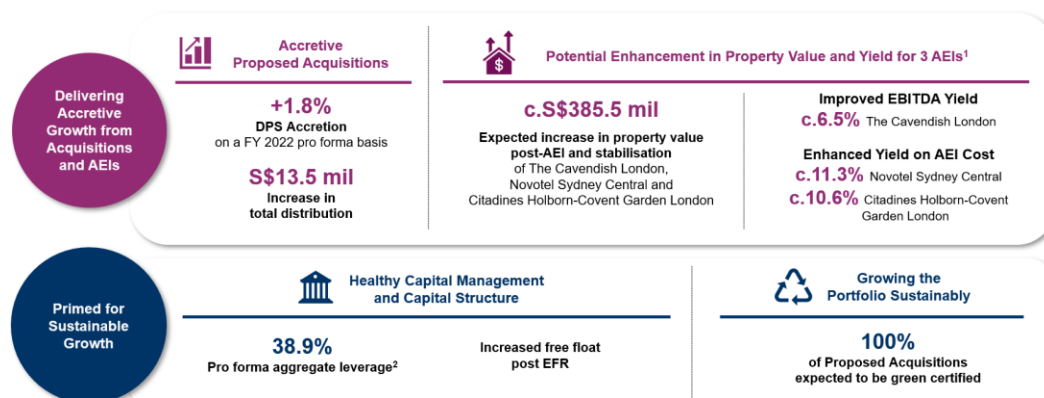 Delivering
Accretive
Growth from
Acquisitions
and AEIs
Accretive
Proposed Acquisitions
+1.8%
DPS Accretion
on a FY 2022 pro forma basis
S$13.5 mil
Increase in
total distribution
Potential Enhancement in Property Value and Yield for 3 AEIs¹
c.S$385.5 mil
Expected increase in property value
post-AEI and stabilisation
of The Cavendish London,
Novotel Sydney Central and
Citadines Holborn-Covent Garden London
Improved EBITDA Yield
c.6.5% The Cavendish London
Enhanced Yield on AEI Cost
c.11.3% Novotel Sydney Central
c.10.6% Citadines Holborn-Covent
Garden London
Primed for
Sustainable
Growth
Healthy Capital Management
and Capital Structure
38.9%
Pro forma aggregate leverage²
Increased free float
post EFR
Growing the
Portfolio Sustainably
100%
of Proposed Acquisitions
expected to be green certified